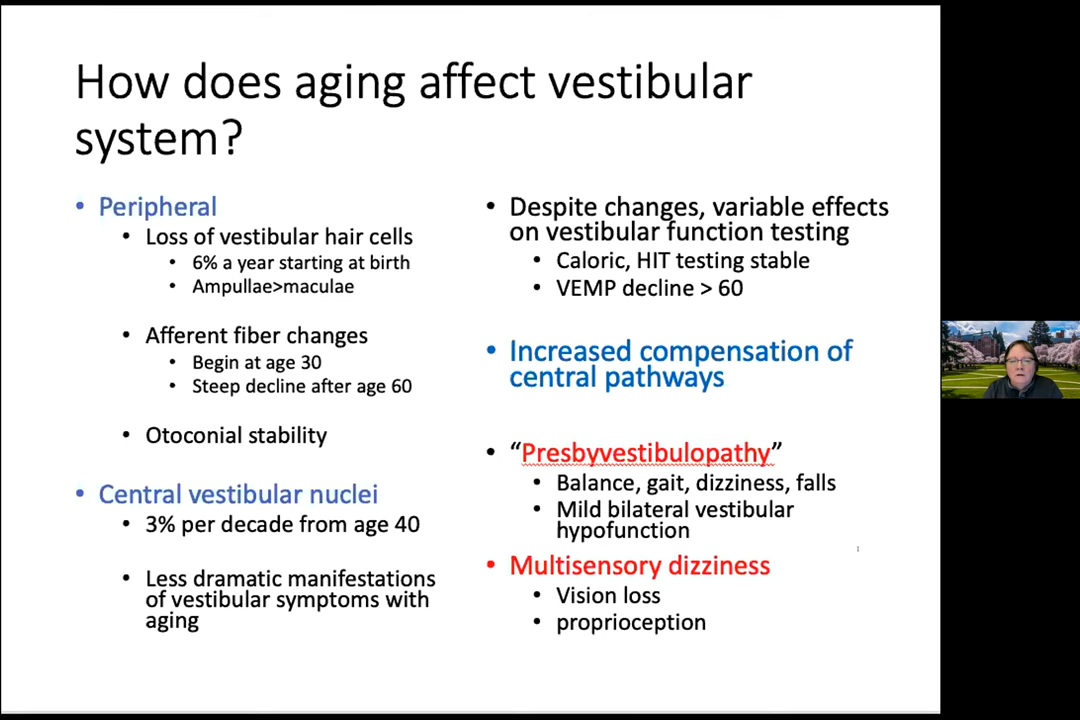 How does aging affect vestibular
system?
• Peripheral
• Loss of vestibular hair cells
• 6% a year starting at birth
• Ampullae>maculae
• Afferent fiber changes
• Begin at age 30
• Steep decline after age 60
• Otoconial stability
• Central vestibular nuclei
• 3% per decade from age 40
• Less dramatic manifestations
of vestibular symptoms with
aging
• Despite changes, variable effects
on vestibular function testing
• Caloric, HIT testing stable
• VEMP decline > 60
• Increased compensation of
central pathways
• “Presbyvestibulopathy”
• Balance, gait, dizziness, falls
• Mild bilateral vestibular
hypofunction
• Multisensory dizziness
• Vision loss
• proprioception